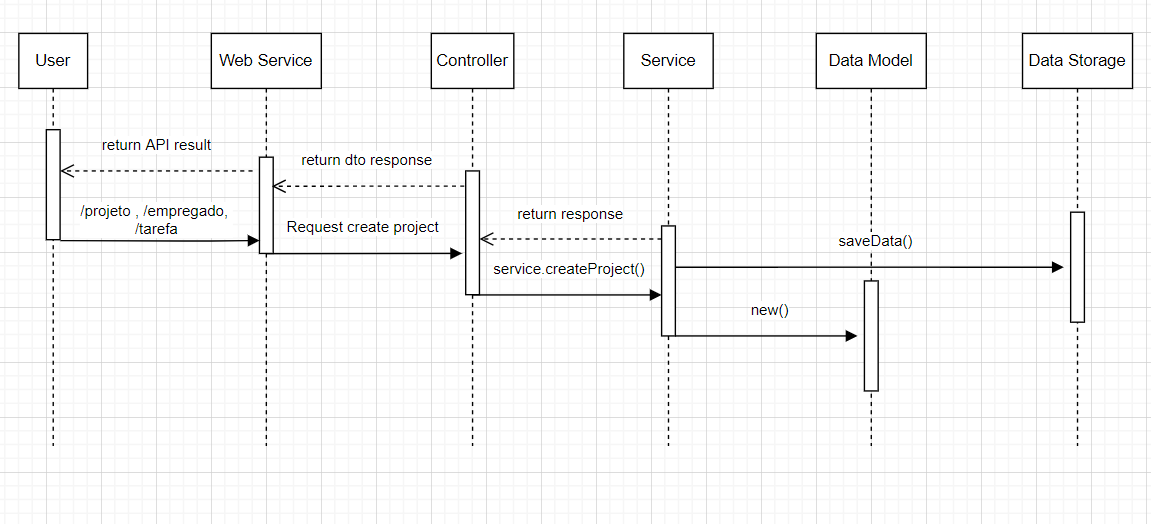 User
Web Service
Controller
Service
Data Model
Data Storage
return API result
return dto response
/projeto , /empregado,
/tarefa
Request create project
return response
saveData()
service.createProject()
new()